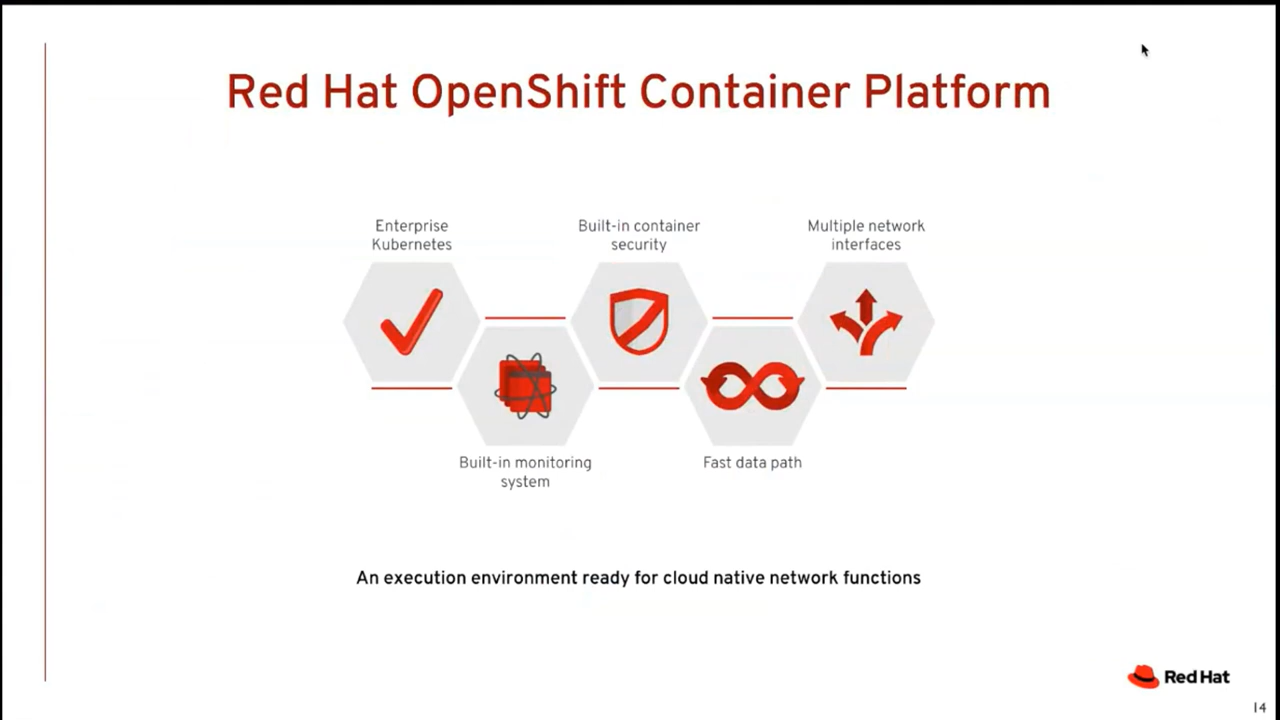 Red Hat OpenShift Container Platform
Enterprise
Kubernetes
Built-in container
security
Multiple network
interfaces
Built-in monitoring
system
Fast data path
An execution environment ready for cloud native network functions
Red Hat
14